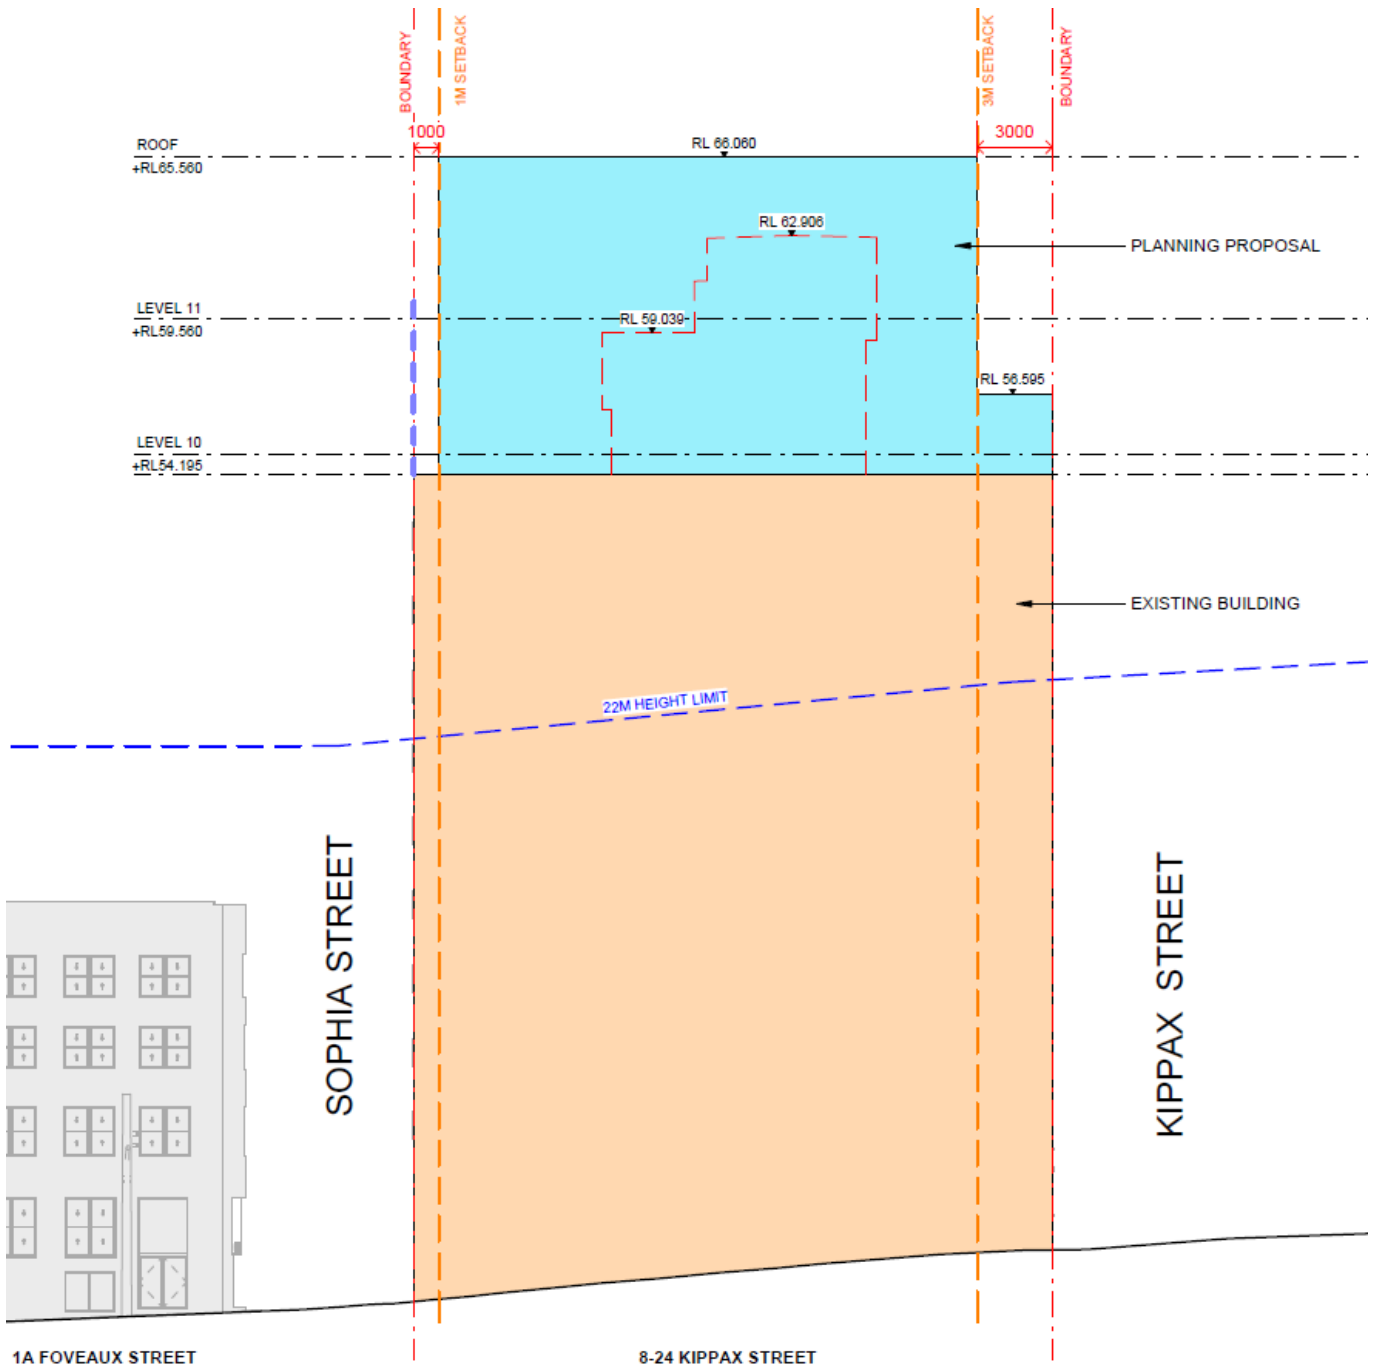 BOUNDARY
1M SETBACK
3M SETBACK
BOUNDARY
1000
3000
ROOF
+RL65.560
RL 66.060
RL 62.906
PLANNING PROPOSAL
LEVEL 11
+RL59.560
RL 59.039
RL 56.595
LEVEL 10
+RL54.195
EXISTING BUILDING
22M HEIGHT LIMIT
SOPHIA STREET
KIPPAX STREET
1A FOVEAUX STREET
8-24 KIPPAX STREET